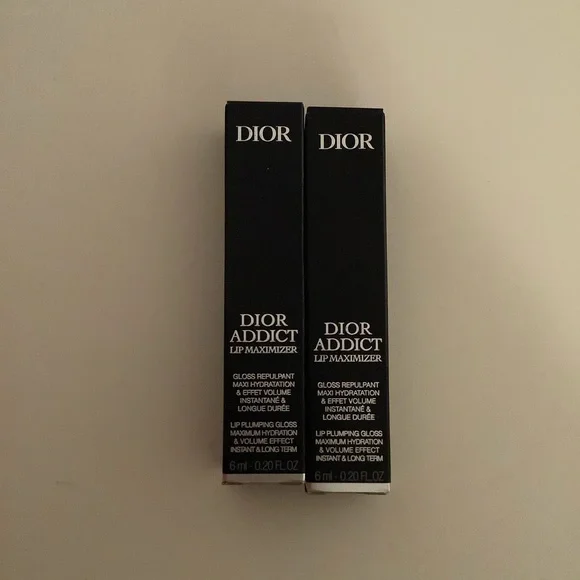 DIOR
DIOR
ADDICT
LIP MAXIMIZER
GLOSS REPULPANT
MAXI HYDRATATION
& EFFET VOLUME
INSTANTANÉ &
LONGUE DURÉE
LIP PLUMPING GLOSS
MAXIMUM HYDRATION
& VOLUME EFFECT
INSTANT & LONG TERM
6 ml · 0.20 FL.OZ
DIOR
DIOR
ADDICT
LIP MAXIMIZER
GLOSS REPULPANT
MAXI HYDRATATION
& EFFET VOLUME
INSTANTANÉ &
LONGUE DURÉE
LIP PLUMPING GLOSS
MAXIMUM HYDRATION
& VOLUME EFFECT
INSTANT & LONG TERM
6 ml · 0.20 FL.OZ